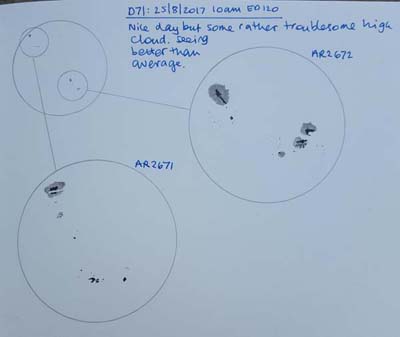 D71: 25/8/2017 10am ED120
Nice day but some rather troublesome high
cloud. Seeing
better than
average.
AR2672
AR2671